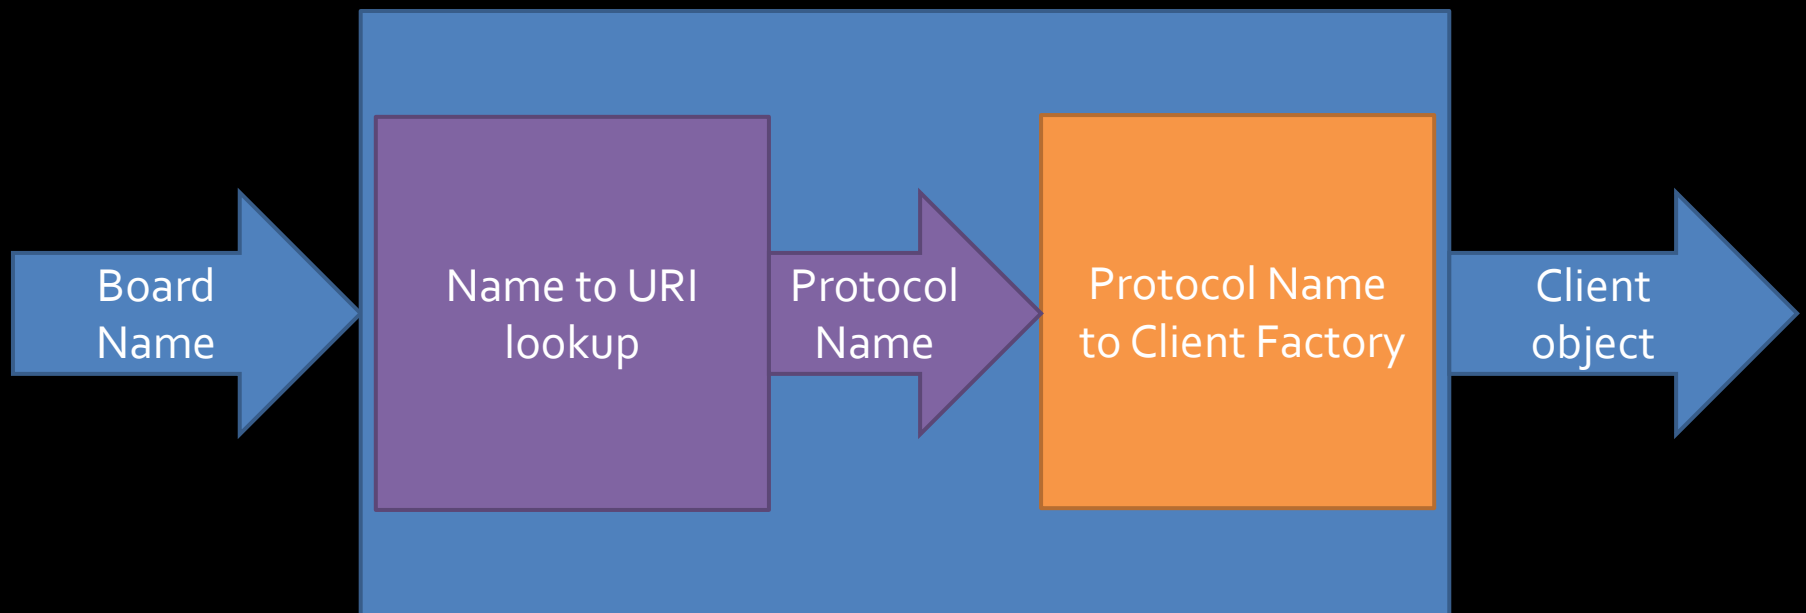 Board
Name
Name to URI
lookup
Protocol
Name
Protocol Name
to Client Factory
Client
object